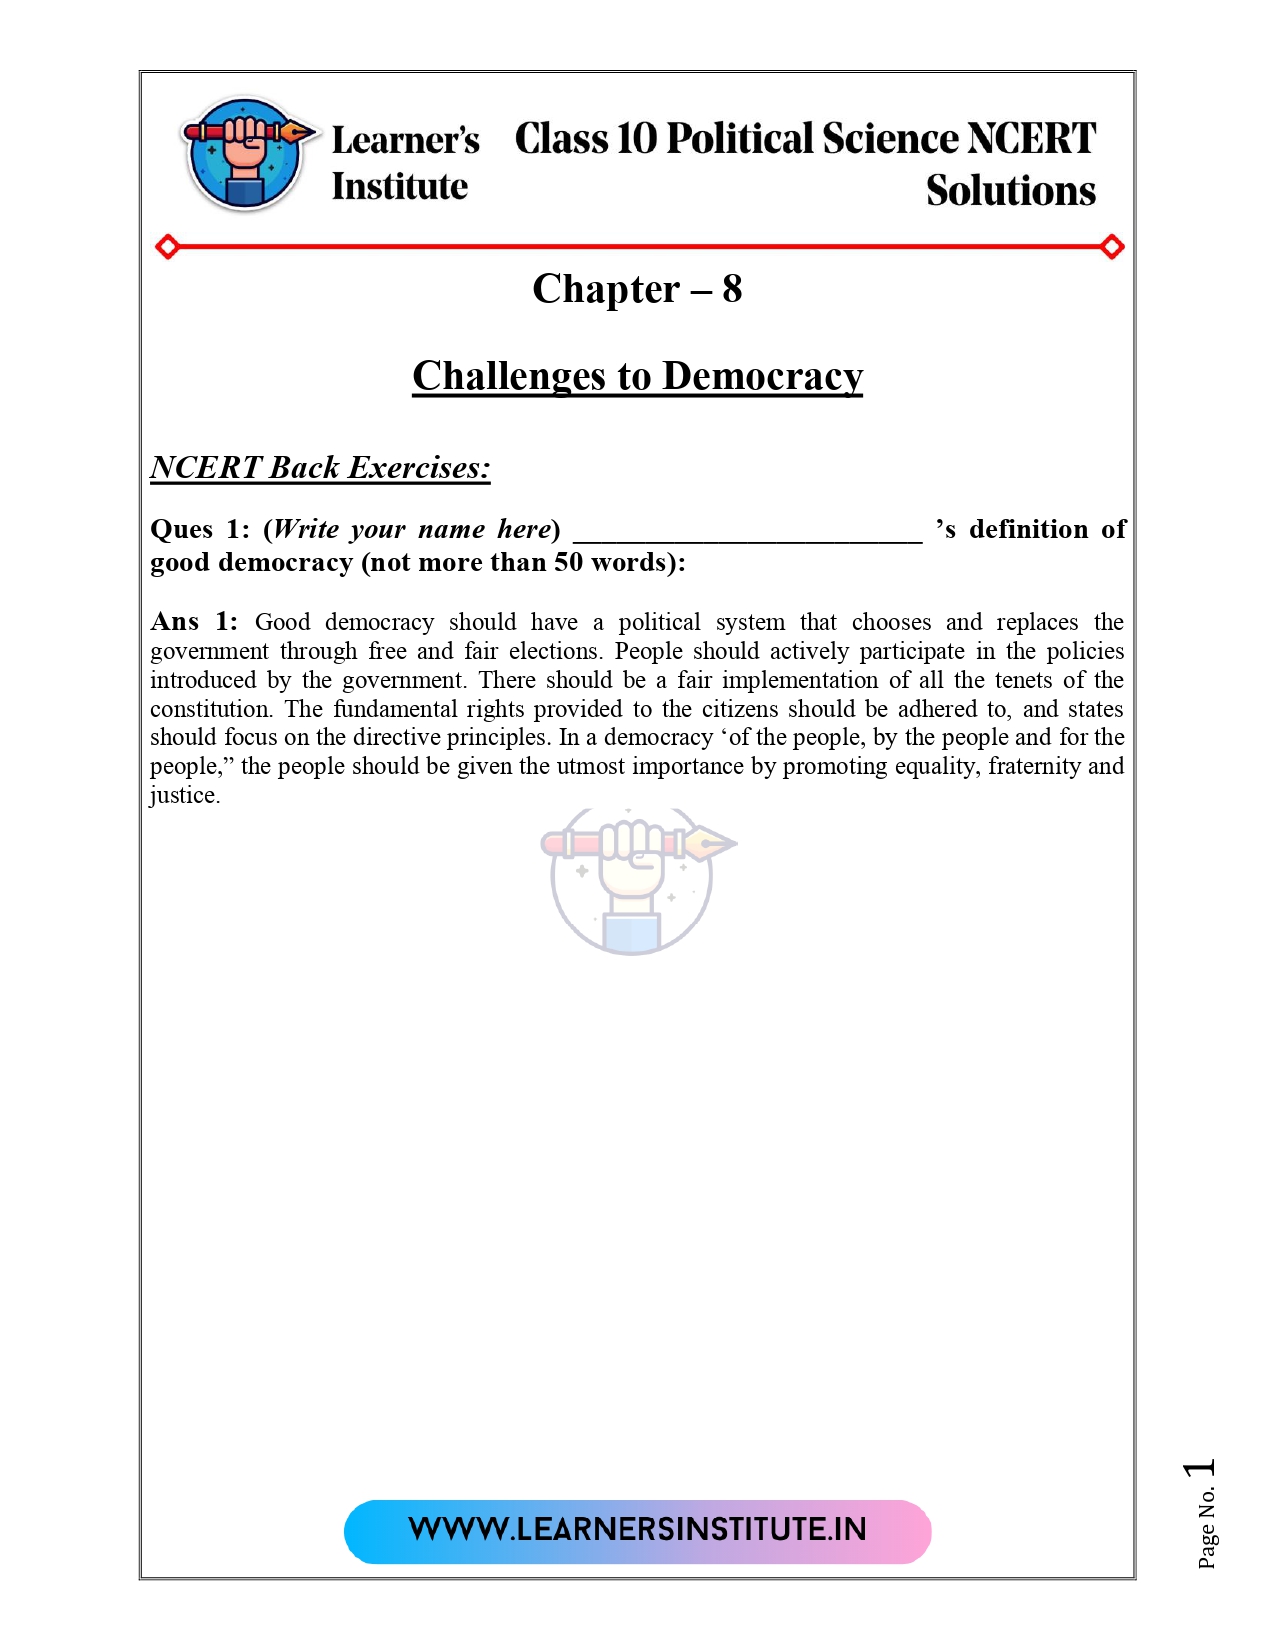 Learner’s Class 10 Political Science NCERT
Institute Solutions
Chapter – 8
Challenges to Democracy
NCERT Back Exercises:
Ques 1: (Write your name here) _________________________ ’s definition of
good democracy (not more than 50 words):
Ans 1: Good democracy should have a political system that chooses and replaces the
government through free and fair elections. People should actively participate in the policies
introduced by the government. There should be a fair implementation of all the tenets of the
constitution. The fundamental rights provided to the citizens should be adhered to, and states
should focus on the directive principles. In a democracy ‘of the people, by the people and for the
people,” the people should be given the utmost importance by promoting equality, fraternity and
justice.
WWW.LEARNERSINSTITUTE.IN
Page No. 1